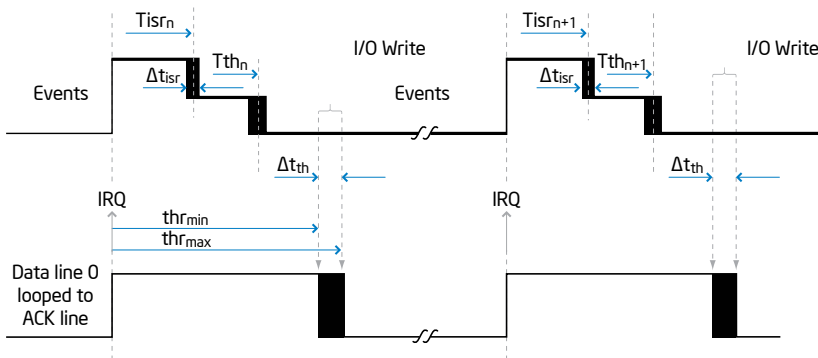 Tisrn
Tisrn+1
I/O Write
I/O Write
Tthn
Tthn+1
Δtisr
Δtisr
Events
Events
Δtth
Δtth
IRQ
IRQ
thrmin
thrmax
Data line 0
looped to
ACK line